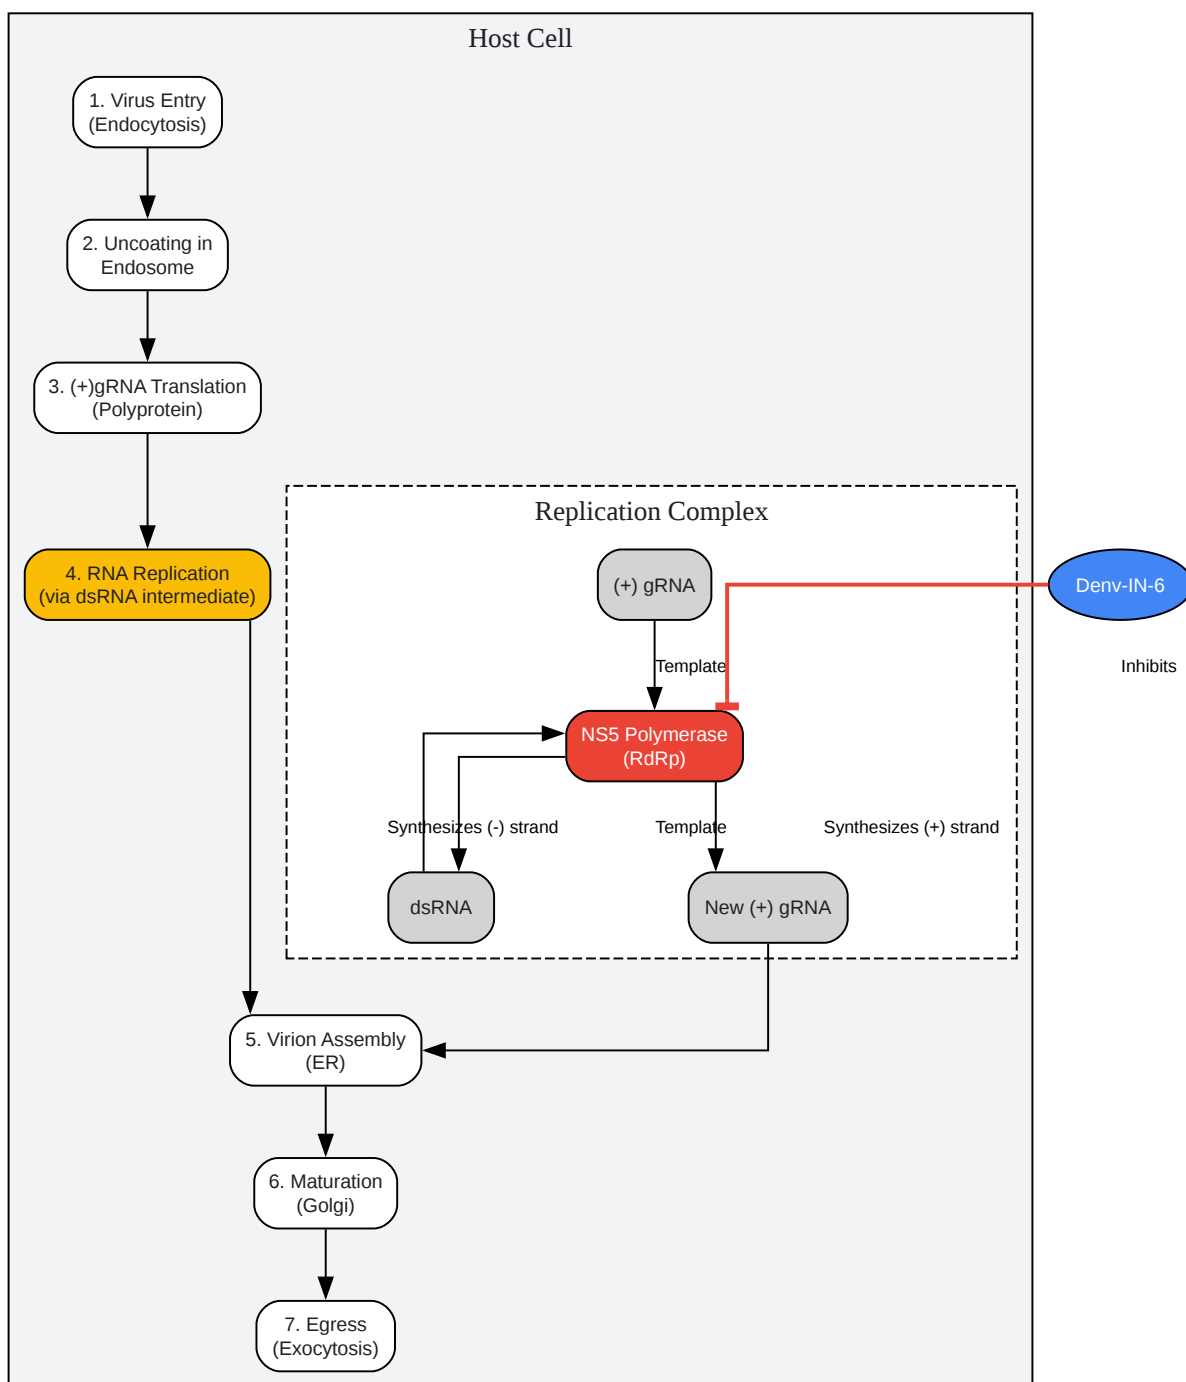 Host Cell
1. Virus Entry
(Endocytosis)
2. Uncoating in
Endosome
3. (+)gRNA Translation
(Polyprotein)
4. RNA Replication
(via dsRNA intermediate)
Replication Complex
(+) gRNA
Denv-IN-6
Template
Inhibits
NS5 Polymerase
(RdRp)
Synthesizes (-) strand
Template
Synthesizes (+) strand
dsRNA
New (+) gRNA
5. Virion Assembly
(ER)
6. Maturation
(Golgi)
7. Egress
(Exocytosis)